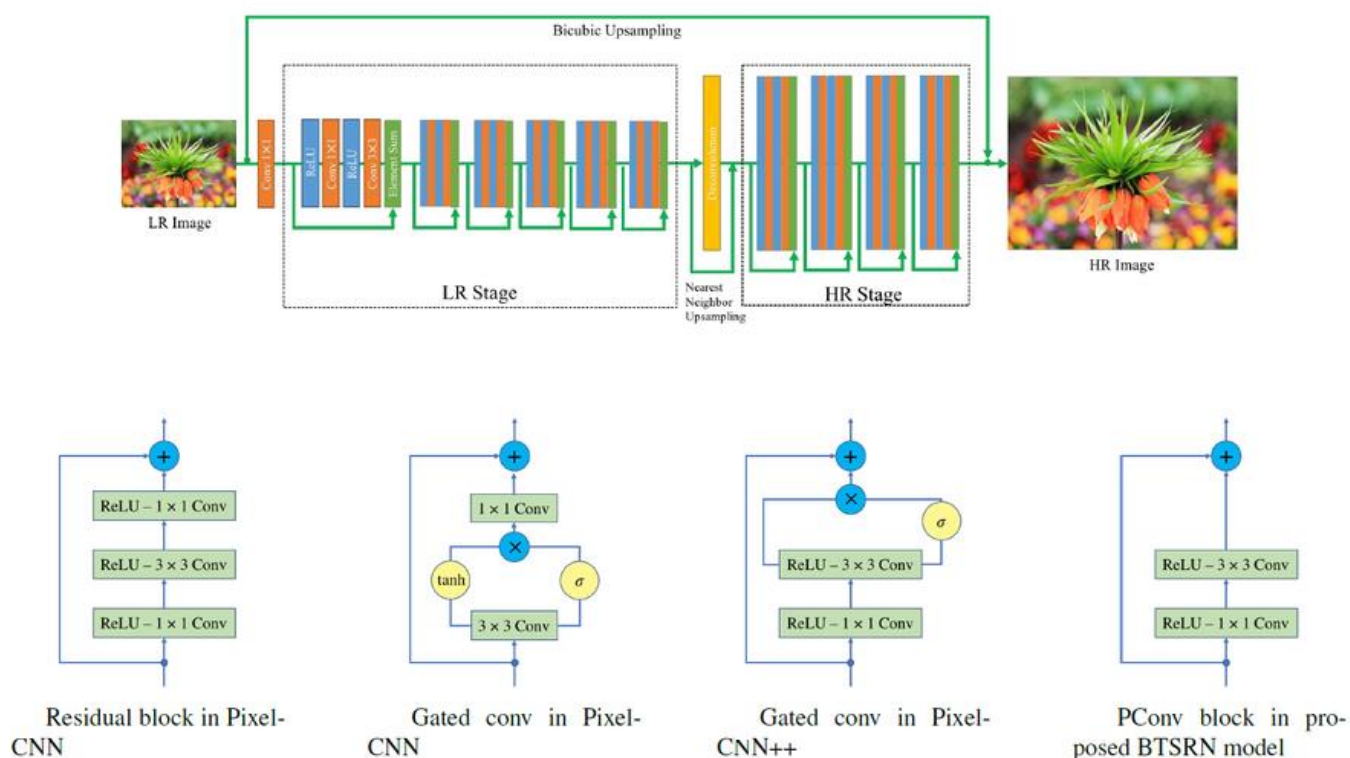 Bicubic Upsampling
Conv 1×1
ReLU
Conv 1×1
ReLU
Conv 3×3
Element Sum
Deconvolution
LR Image
HR Image
LR Stage
Nearest
Neighbor
Upsampling
HR Stage
+
ReLU – 1 × 1 Conv
ReLU – 3 × 3 Conv
ReLU – 1 × 1 Conv
Residual block in Pixel-
CNN
+
1 × 1 Conv
×
tanh
σ
3 × 3 Conv
Gated conv in Pixel-
CNN
+
×
σ
ReLU – 3 × 3 Conv
ReLU – 1 × 1 Conv
Gated conv in Pixel-
CNN++
+
ReLU – 3 × 3 Conv
ReLU – 1 × 1 Conv
PConv block in pro-
posed BTSRN model